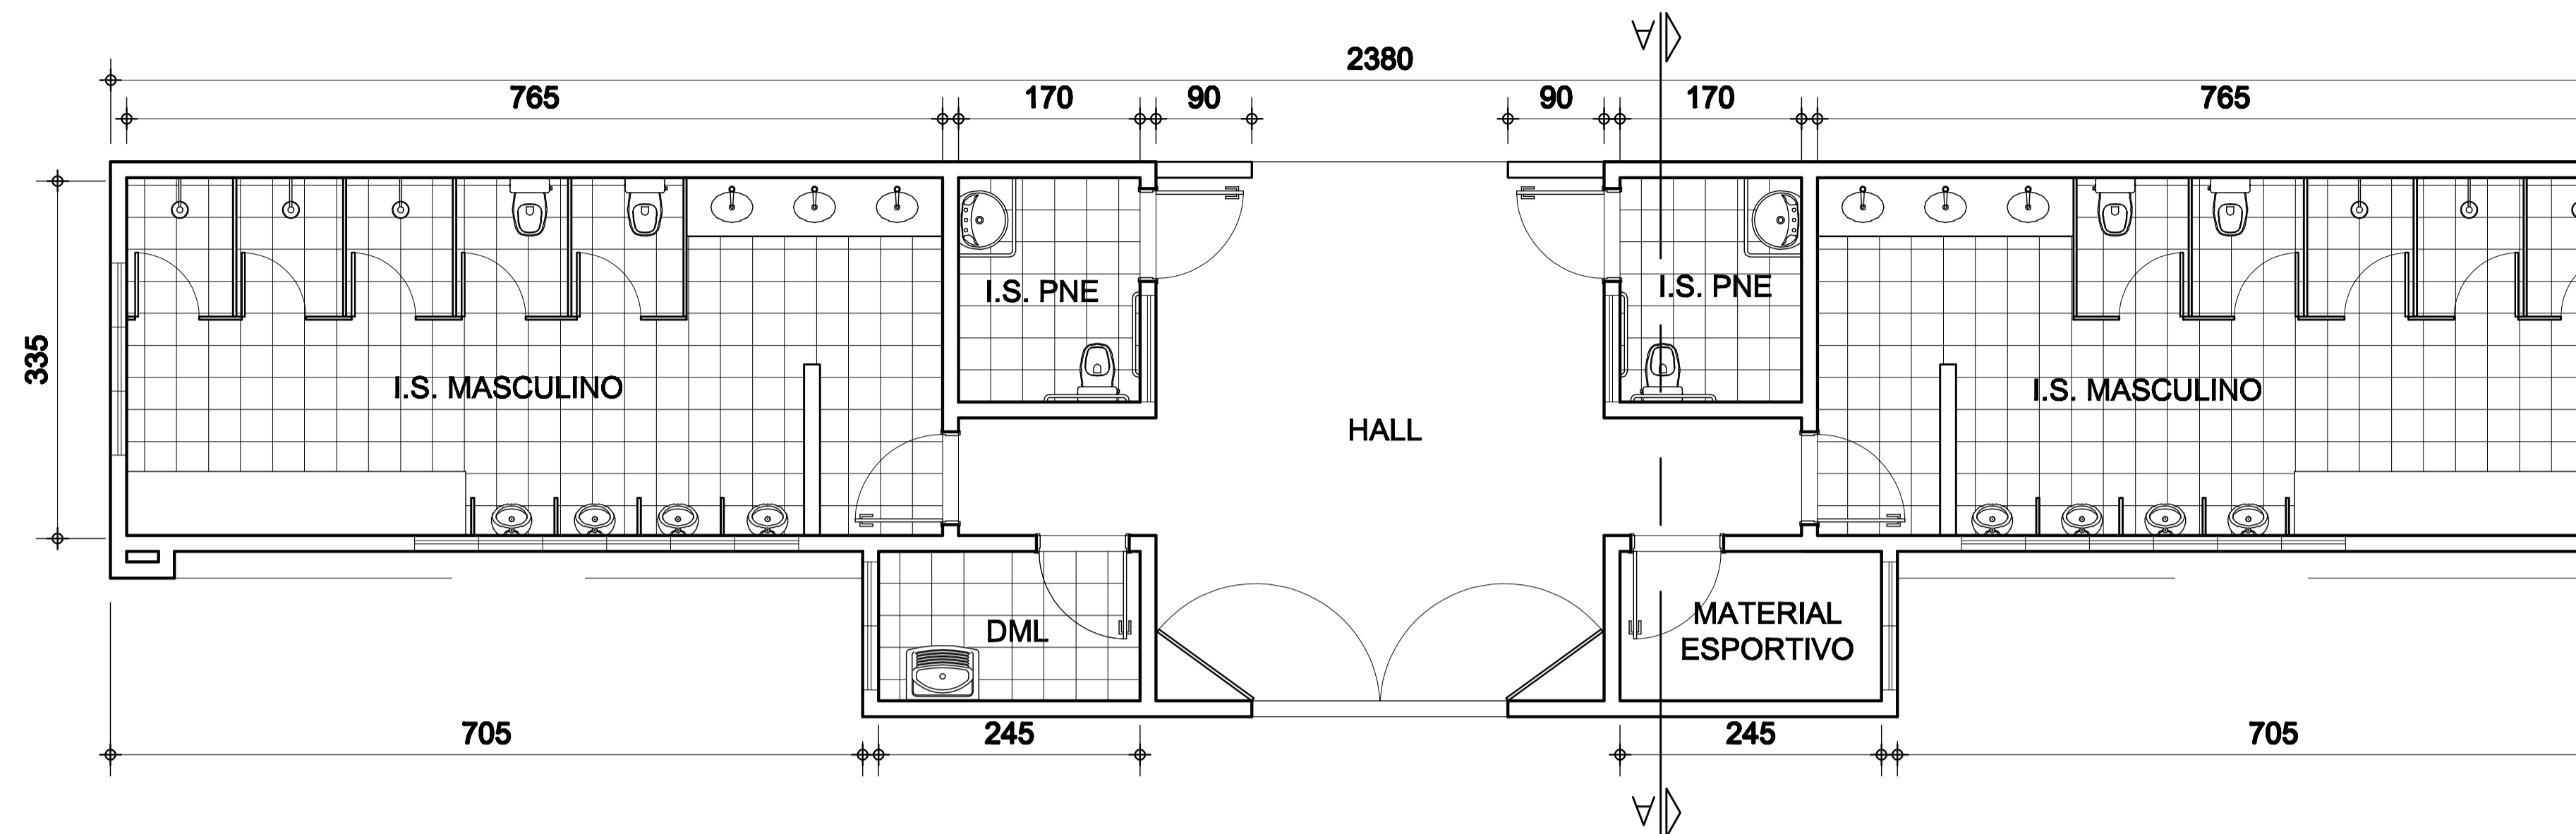 A
2380
765
170
90
90
170
765
I.S. PNE
I.S. PNE
335
I.S. MASCULINO
I.S. MASCULINO
HALL
DML
MATERIAL
ESPORTIVO
705
245
245
705
A